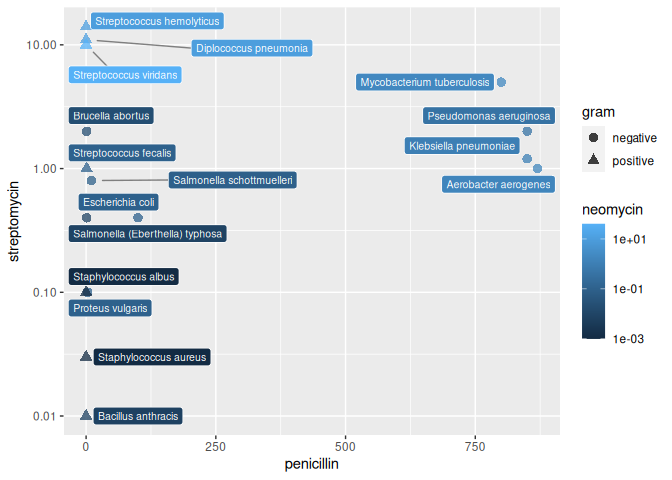 Streptococcus hemolyticus
10.00
Diplococcus pneumonia
Streptococcus viridans
Mycobacterium tuberculosis
Brucella abortus
Pseudomonas aeruginosa
Klebsiella pneumoniae
Streptococcus fecalis
1.00
Salmonella schottmuelleri
Aerobacter aerogenes
Escherichia coli
Salmonella (Eberthella) typhosa
Staphylococcus albus
0.10
Proteus vulgaris
Staphylococcus aureus
0.01
Bacillus anthracis
streptomycin
0
250
500
750
penicillin
gram
negative
positive
neomycin
1e+01
1e-01
1e-03